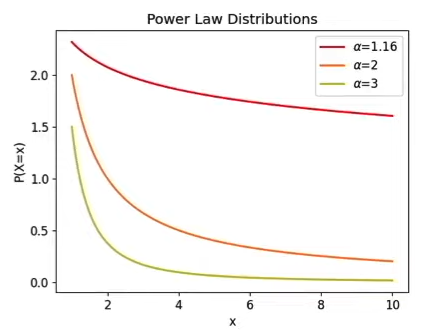 Power Law Distributions
α=1.16
α=2
α=3
P(X=x)
2.0
1.5
1.0
0.5
0.0
2 4 6 8 10
x